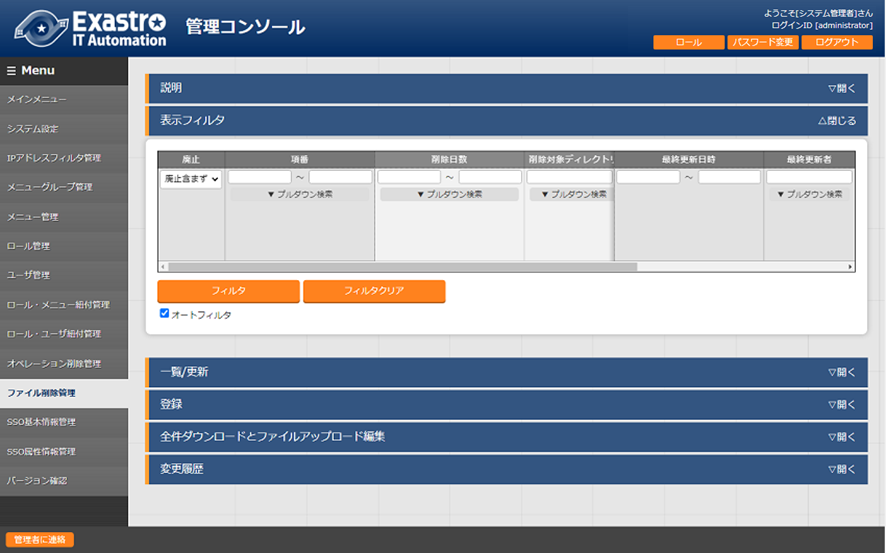 Exastro
IT Automation
管理コンソール
ようこそ[システム管理者]さん
ログインID [administrator]
ロール
パスワード変更
ログアウト
☰ Menu
メインメニュー
システム設定
IPアドレスフィルタ管理
メニューグループ管理
メニュー管理
ロール管理
ユーザ管理
ロール・メニュー紐付管理
ロール・ユーザ紐付管理
オペレーション削除管理
ファイル削除管理
SSO基本情報管理
SSO属性情報管理
バージョン確認
管理者に連絡
説明
▽開く
表示フィルタ
△閉じる
廃止
項番
削除日数
削除対象ディレクトリ
最終更新日時
最終更新者
廃止含まず
～
～
～
▼ プルダウン検索
▼ プルダウン検索
▼ プルダウン検索
▼ プルダウン検索
フィルタ
フィルタクリア
オートフィルタ
一覧/更新
▽開く
登録
▽開く
全件ダウンロードとファイルアップロード編集
▽開く
変更履歴
▽開く